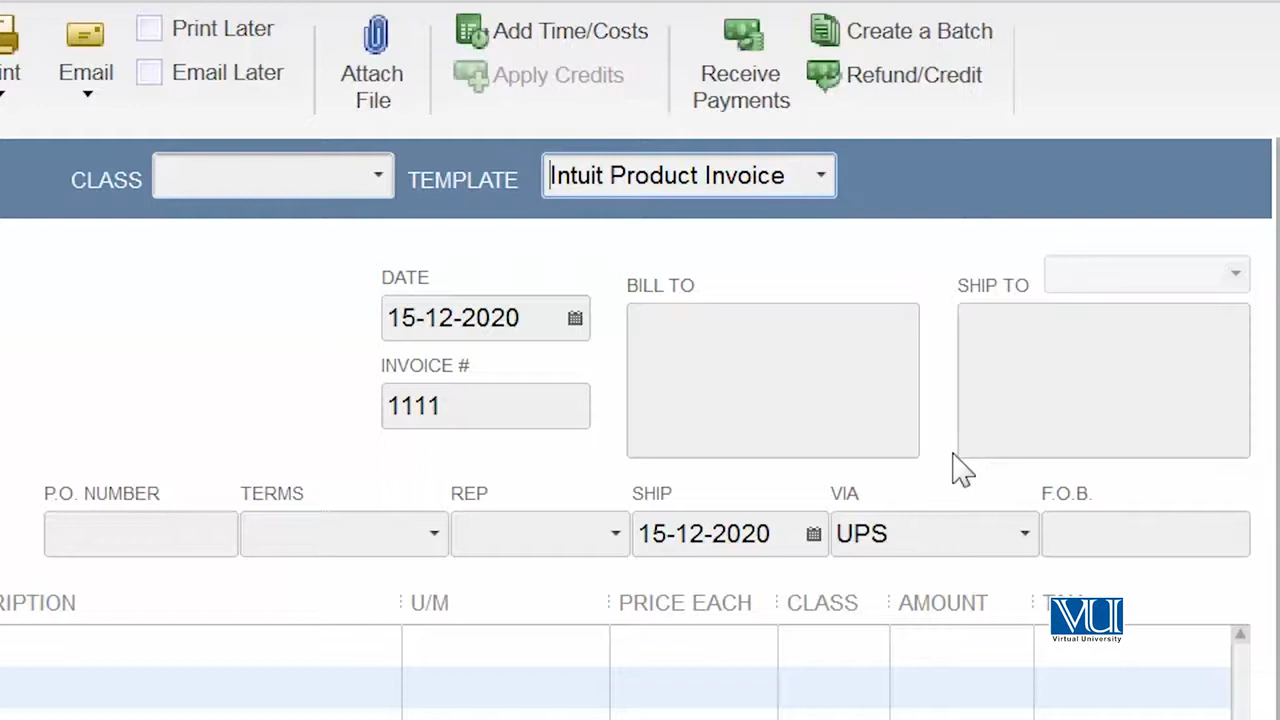 int
Email
Print Later
Email Later
Attach
File
Add Time/Costs
Apply Credits
Receive
Payments
Create a Batch
Refund/Credit
CLASS TEMPLATE Intuit Product Invoice
DATE
15-12-2020
INVOICE #
1111
BILL TO
SHIP TO
P.O. NUMBER TERMS REP SHIP VIA F.O.B.
15-12-2020 UPS
RIPTION U/M PRICE EACH CLASS AMOUNT
VU
Virtual University